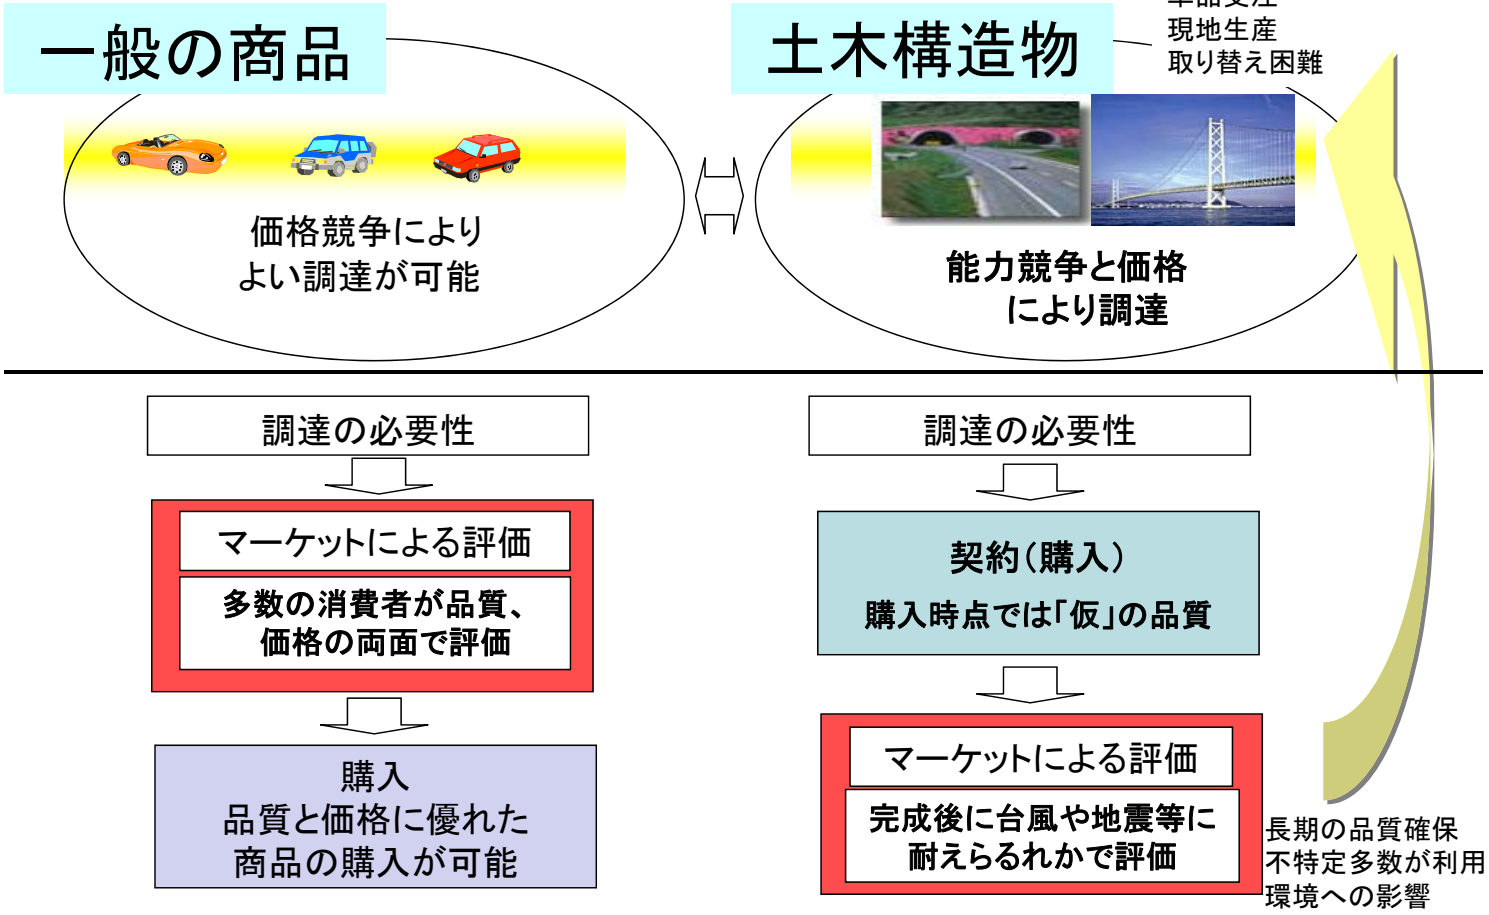 一般の商品
価格競争により
よい調達が可能
土木構造物
単品受注
現地生産
取り替え困難
能力競争と価格
により調達
調達の必要性
マーケットによる評価
多数の消費者が品質、
価格の両面で評価
購入
品質と価格に優れた
商品の購入が可能
調達の必要性
契約(購入)
購入時点では「仮」の品質
マーケットによる評価
完成後に台風や地震等に
耐えらるれかで評価
長期の品質確保
不特定多数が利用
環境への影響